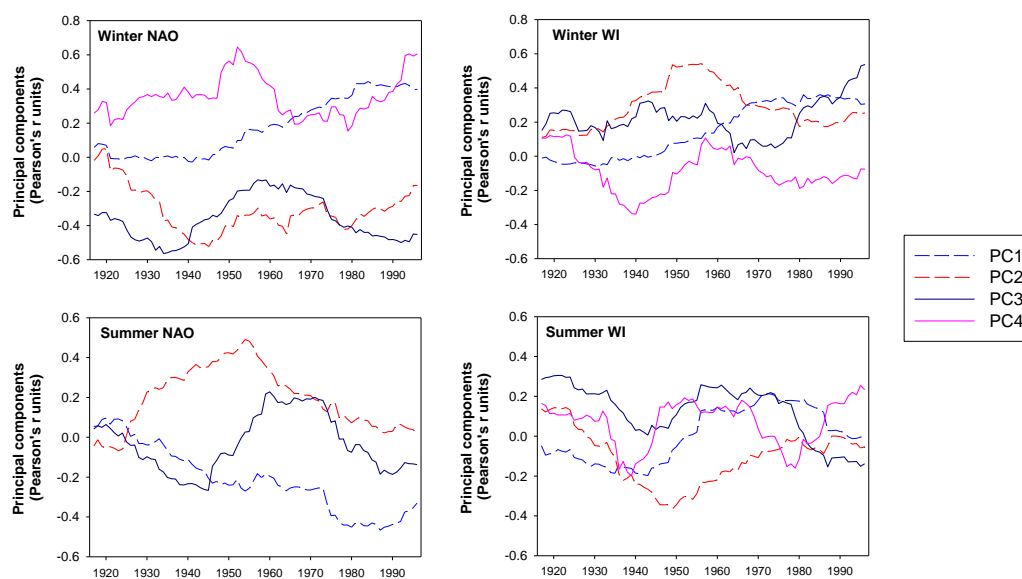 Winter NAO
Principal components
(Pearson's r units)
0.8
0.6
0.4
0.2
0.0
-0.2
-0.4
-0.6
1920 1930 1940 1950 1960 1970 1980 1990
Winter WI
Principal components
(Pearson's r units)
0.8
0.6
0.4
0.2
0.0
-0.2
-0.4
-0.6
1920 1930 1940 1950 1960 1970 1980 1990
PC1
PC2
PC3
PC4
Summer NAO
Principal components
(Pearson's r units)
0.6
0.4
0.2
0.0
-0.2
-0.4
-0.6
1920 1930 1940 1950 1960 1970 1980 1990
Summer WI
Principal components
(Pearson's r units)
0.6
0.4
0.2
0.0
-0.2
-0.4
-0.6
1920 1930 1940 1950 1960 1970 1980 1990